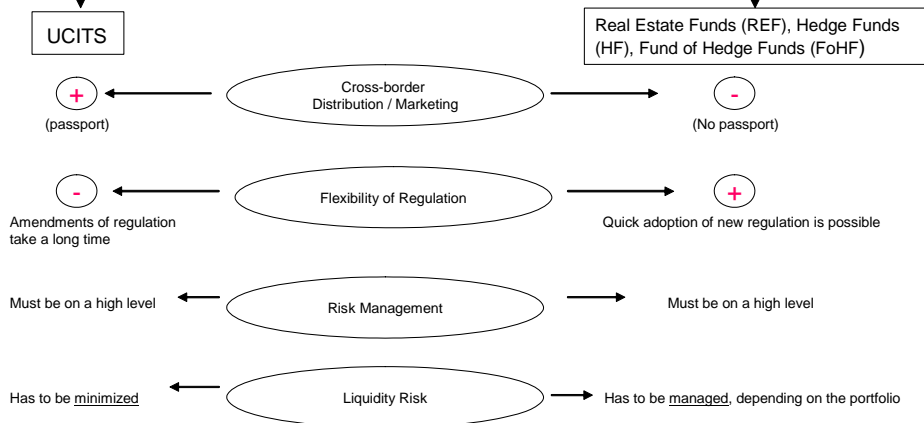 UCITS
Real Estate Funds (REF), Hedge Funds
(HF), Fund of Hedge Funds (FoHF)
+
Cross-border
Distribution / Marketing
-
(passport)
(No passport)
-
Flexibility of Regulation
+
Amendments of regulation
take a long time
Quick adoption of new regulation is possible
Must be on a high level
Risk Management
Must be on a high level
Has to be minimized
Liquidity Risk
Has to be managed, depending on the portfolio